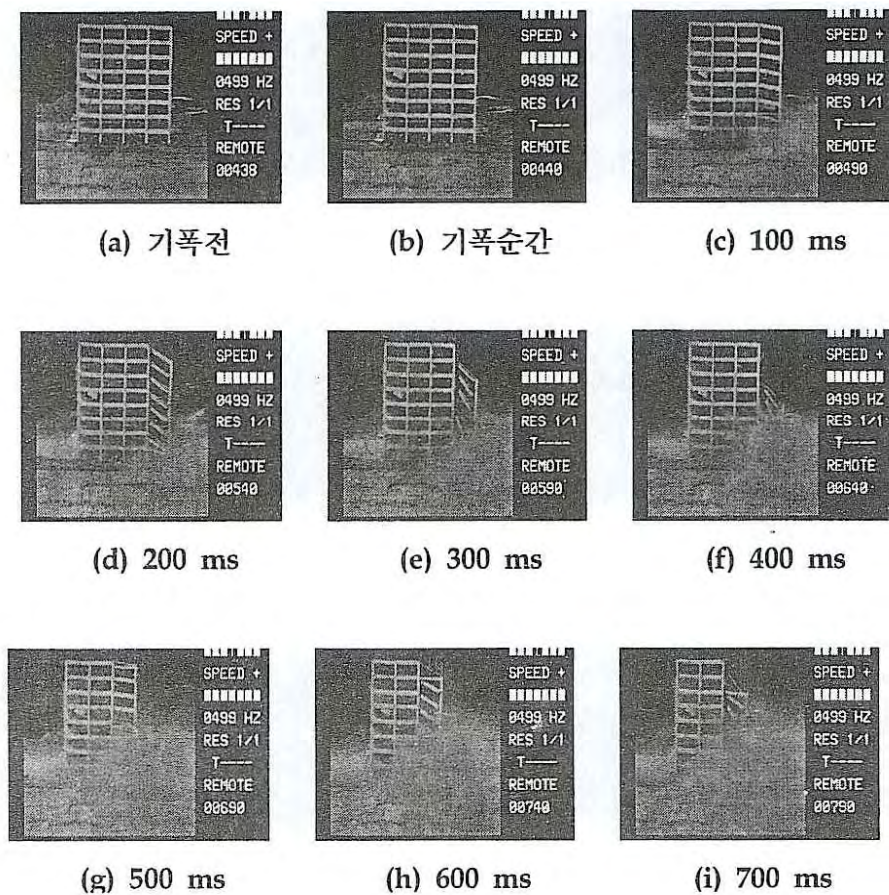 SPEED +
0499 HZ
RES 1/1
T----
REMOTE
00438
(a) 기폭전
SPEED +
0499 HZ
RES 1/1
T----
REMOTE
00440
(b) 기폭순간
SPEED +
0499 HZ
RES 1/1
T----
REMOTE
00490
(c) 100 ms
SPEED +
0499 HZ
RES 1/1
T----
REMOTE
00540
(d) 200 ms
SPEED +
0499 HZ
RES 1/1
T----
REMOTE
00590
(e) 300 ms
SPEED +
0499 HZ
RES 1/1
T----
REMOTE
00640
(f) 400 ms
SPEED +
0499 HZ
RES 1/1
T----
REMOTE
00690
(g) 500 ms
SPEED +
0499 HZ
RES 1/1
T----
REMOTE
00740
(h) 600 ms
SPEED +
0499 HZ
RES 1/1
T----
REMOTE
00790
(i) 700 ms